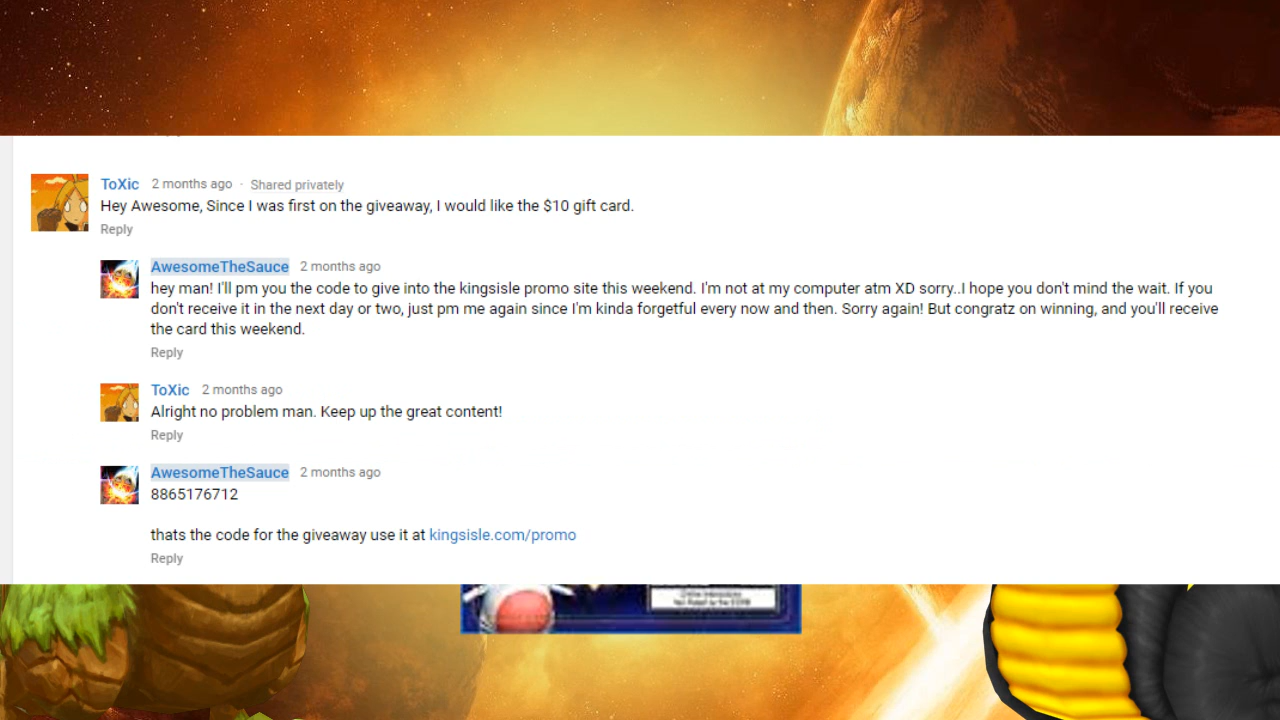 ToXic 2 months ago · Shared privately
Hey Awesome, Since I was first on the giveaway, I would like the $10 gift card.
Reply
AwesomeTheSauce 2 months ago
hey man! I'll pm you the code to give into the kingsisle promo site this weekend. I'm not at my computer atm XD sorry..I hope you don't mind the wait. If you
don't receive it in the next day or two, just pm me again since I'm kinda forgetful every now and then. Sorry again! But congratz on winning, and you'll receive
the card this weekend.
Reply
ToXic 2 months ago
Alright no problem man. Keep up the great content!
Reply
AwesomeTheSauce 2 months ago
8865176712
thats the code for the giveaway use it at kingsisle.com/promo
Reply